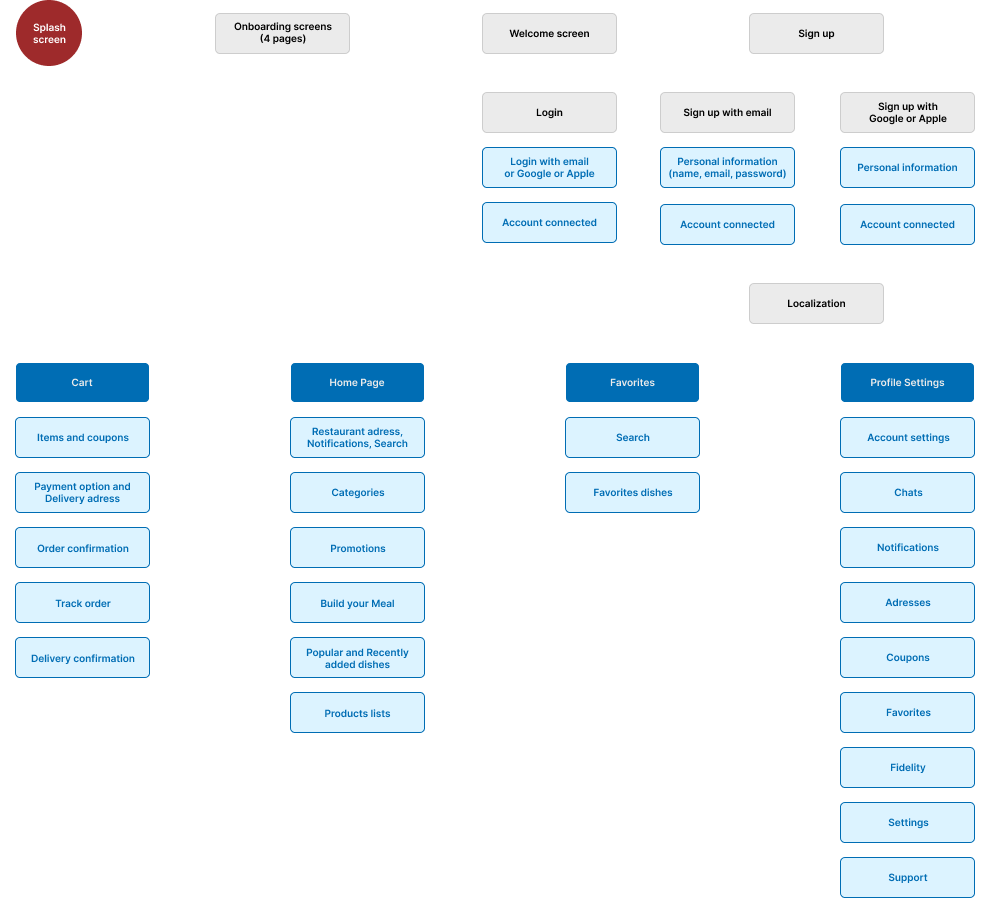 Splash
screen
Onboarding screens
(4 pages)
Welcome screen
Sign up
Login
Sign up with email
Sign up with
Google or Apple
Login with email
or Google or Apple
Personal information
(name, email, password)
Personal information
Account connected
Account connected
Account connected
Localization
Cart
Items and coupons
Payment option and
Delivery adress
Order confirmation
Track order
Delivery confirmation
Home Page
Restaurant adress,
Notifications, Search
Categories
Promotions
Build your Meal
Popular and Recently
added dishes
Products lists
Favorites
Search
Favorites dishes
Profile Settings
Account settings
Chats
Notifications
Adresses
Coupons
Favorites
Fidelity
Settings
Support